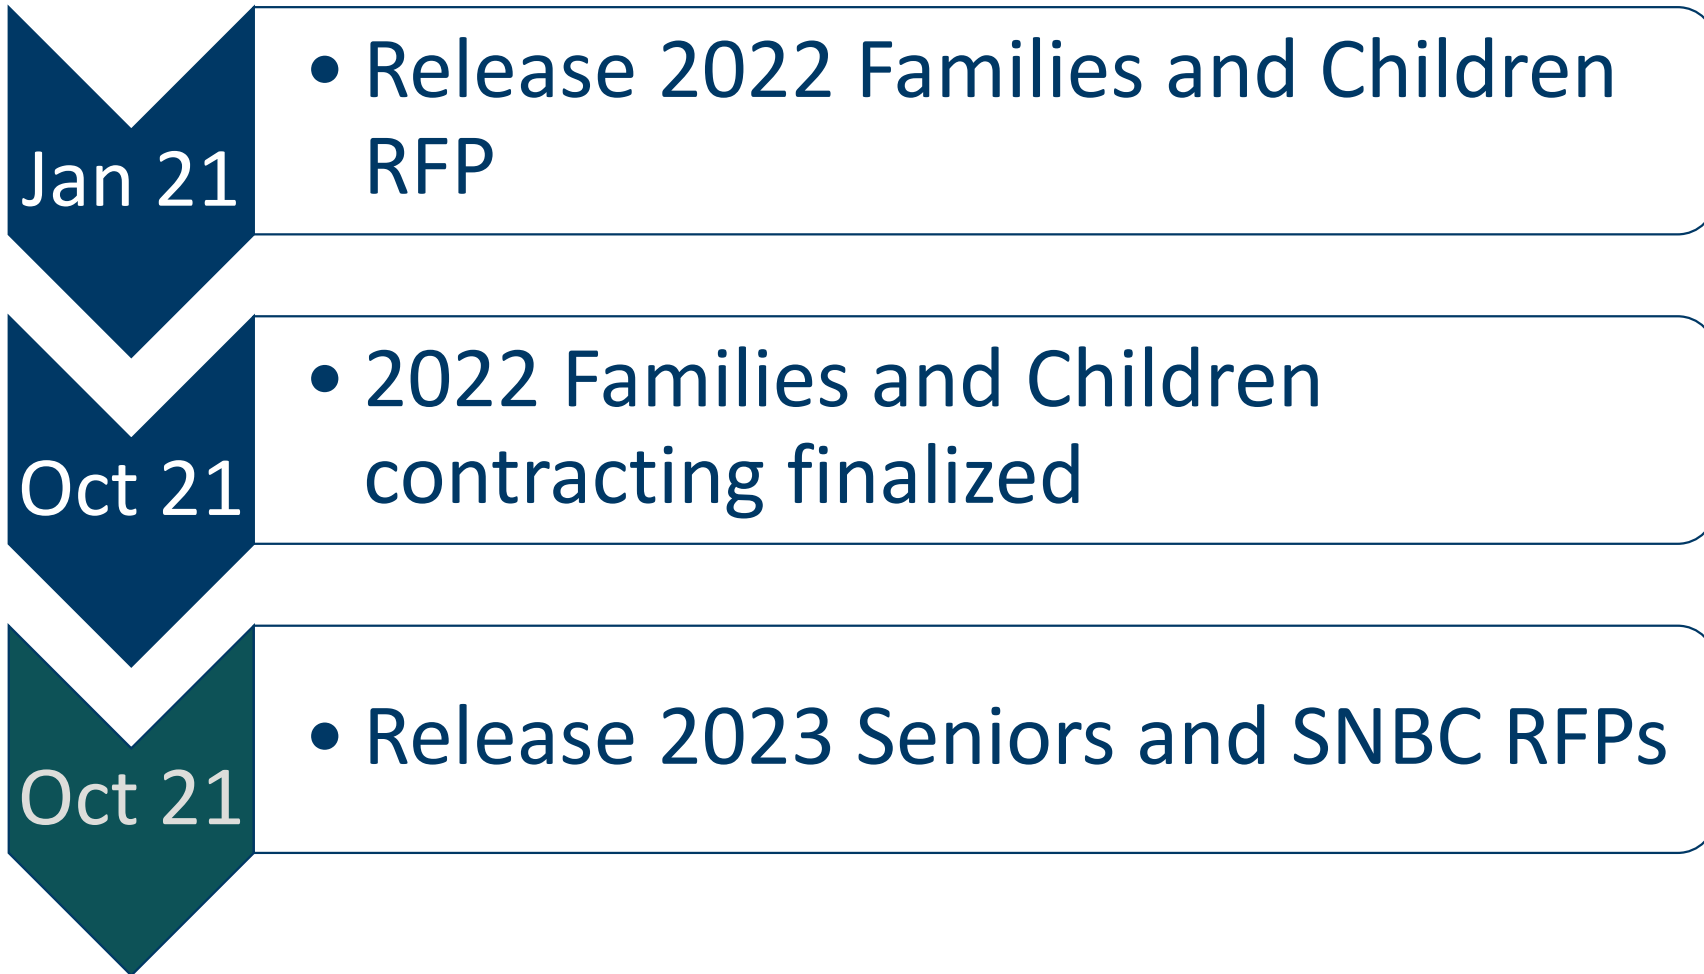 Jan 21
• Release 2022 Families and Children
RFP
Oct 21
• 2022 Families and Children
contracting finalized
Oct 21
• Release 2023 Seniors and SNBC RFPs